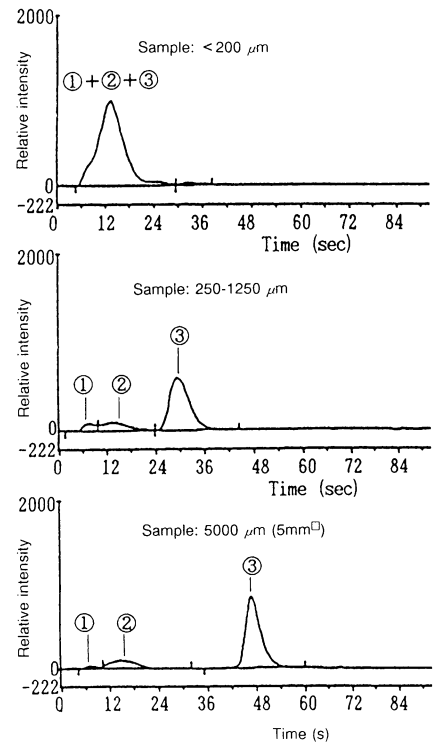 2000
Sample: <200 μm
①+②+③
Relative intensity
0
-222
0 12 24 36 48 60 72 84
Time (sec)
2000
Sample: 250-1250 μm
③
① ②
Relative intensity
0
-222
0 12 24 36 48 60 72 84
Time (sec)
2000
Sample: 5000 μm (5mm□)
③
① ②
Relative intensity
0
-222
0 12 24 36 48 60 72 84
Time (s)